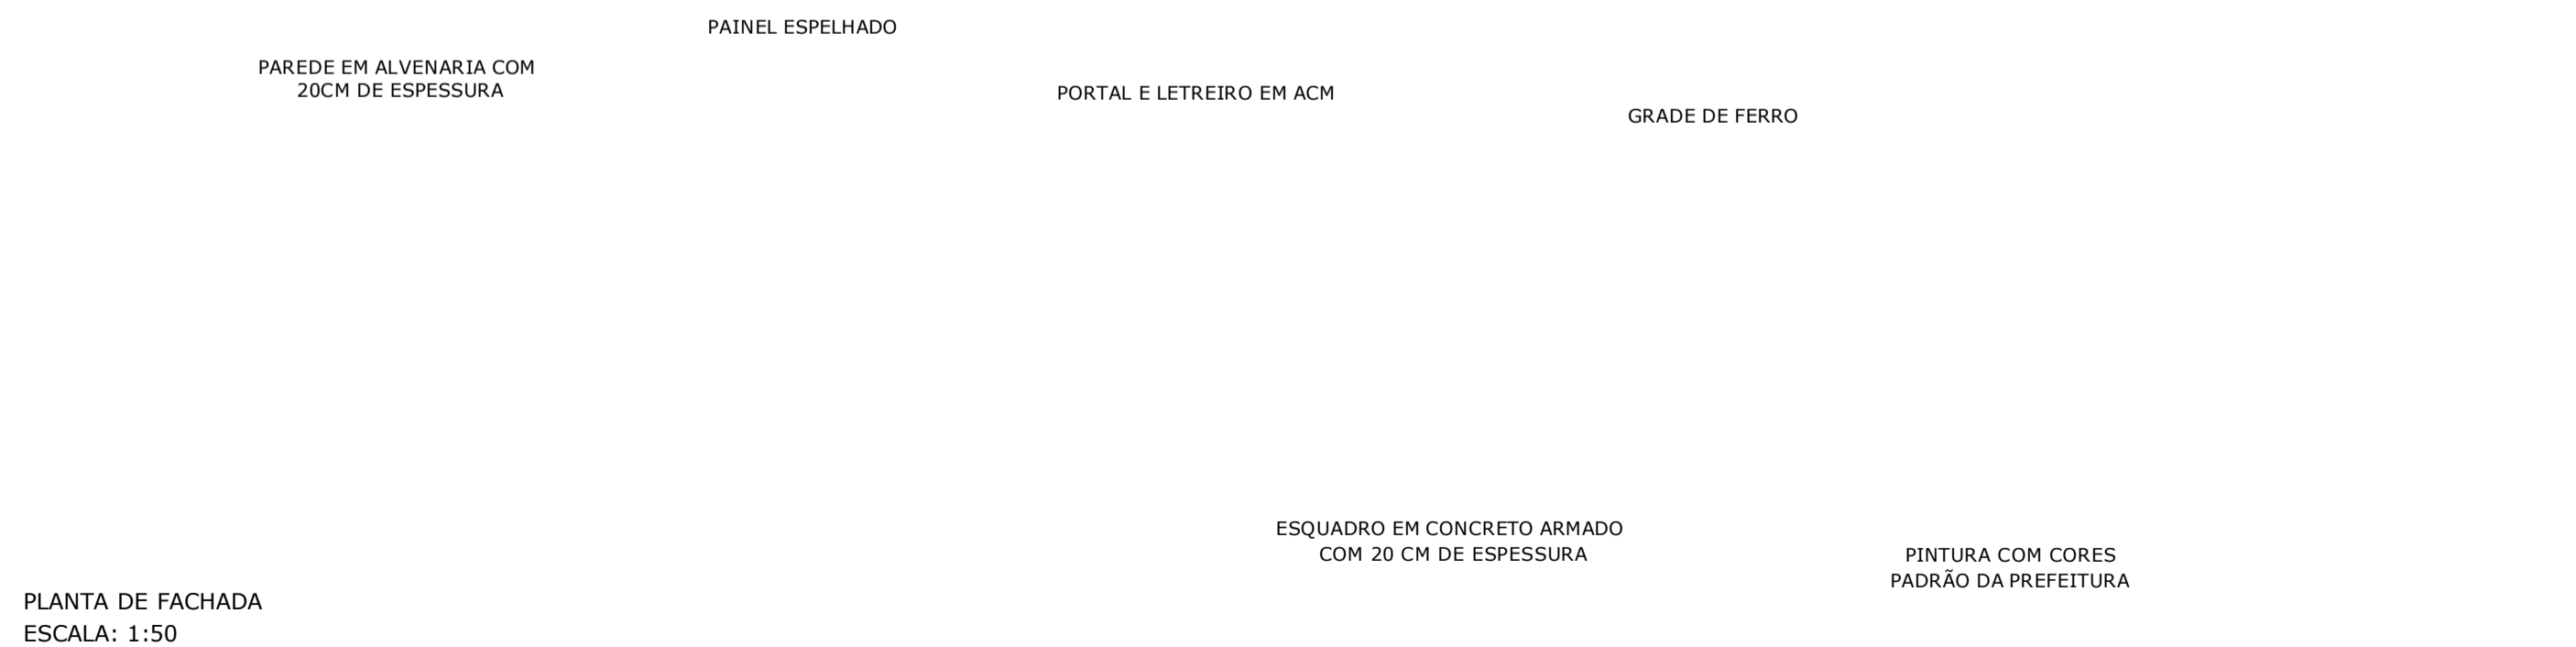 PAINEL ESPELHADO
PAREDE EM ALVENARIA COM
20CM DE ESPESSURA
PORTAL E LETREIRO EM ACM
GRADE DE FERRO
ESQUADRO EM CONCRETO ARMADO
COM 20 CM DE ESPESSURA
PINTURA COM CORES
PADRÃO DA PREFEITURA
PLANTA DE FACHADA
ESCALA: 1:50